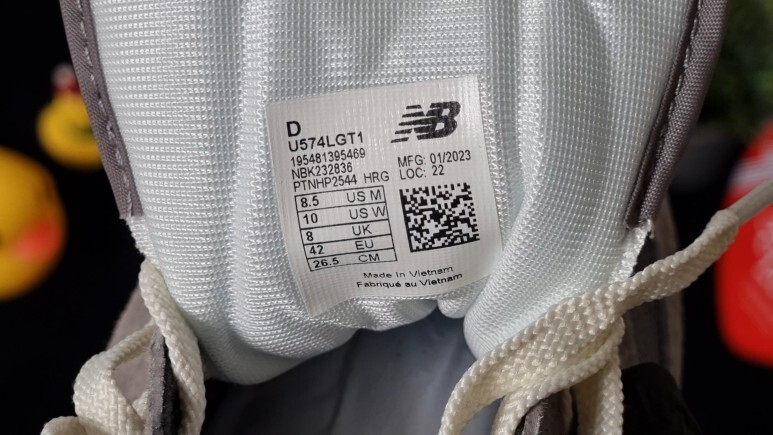 D
U574LGT1
195481395469
NBK232836
PTNHP2544 HRG
NB
MFG: 01/2023
LOC: 22
8.5 US M
10 US W
8 UK
42 EU
26.5 CM
Made in Vietnam
Fabriqué au Vietnam